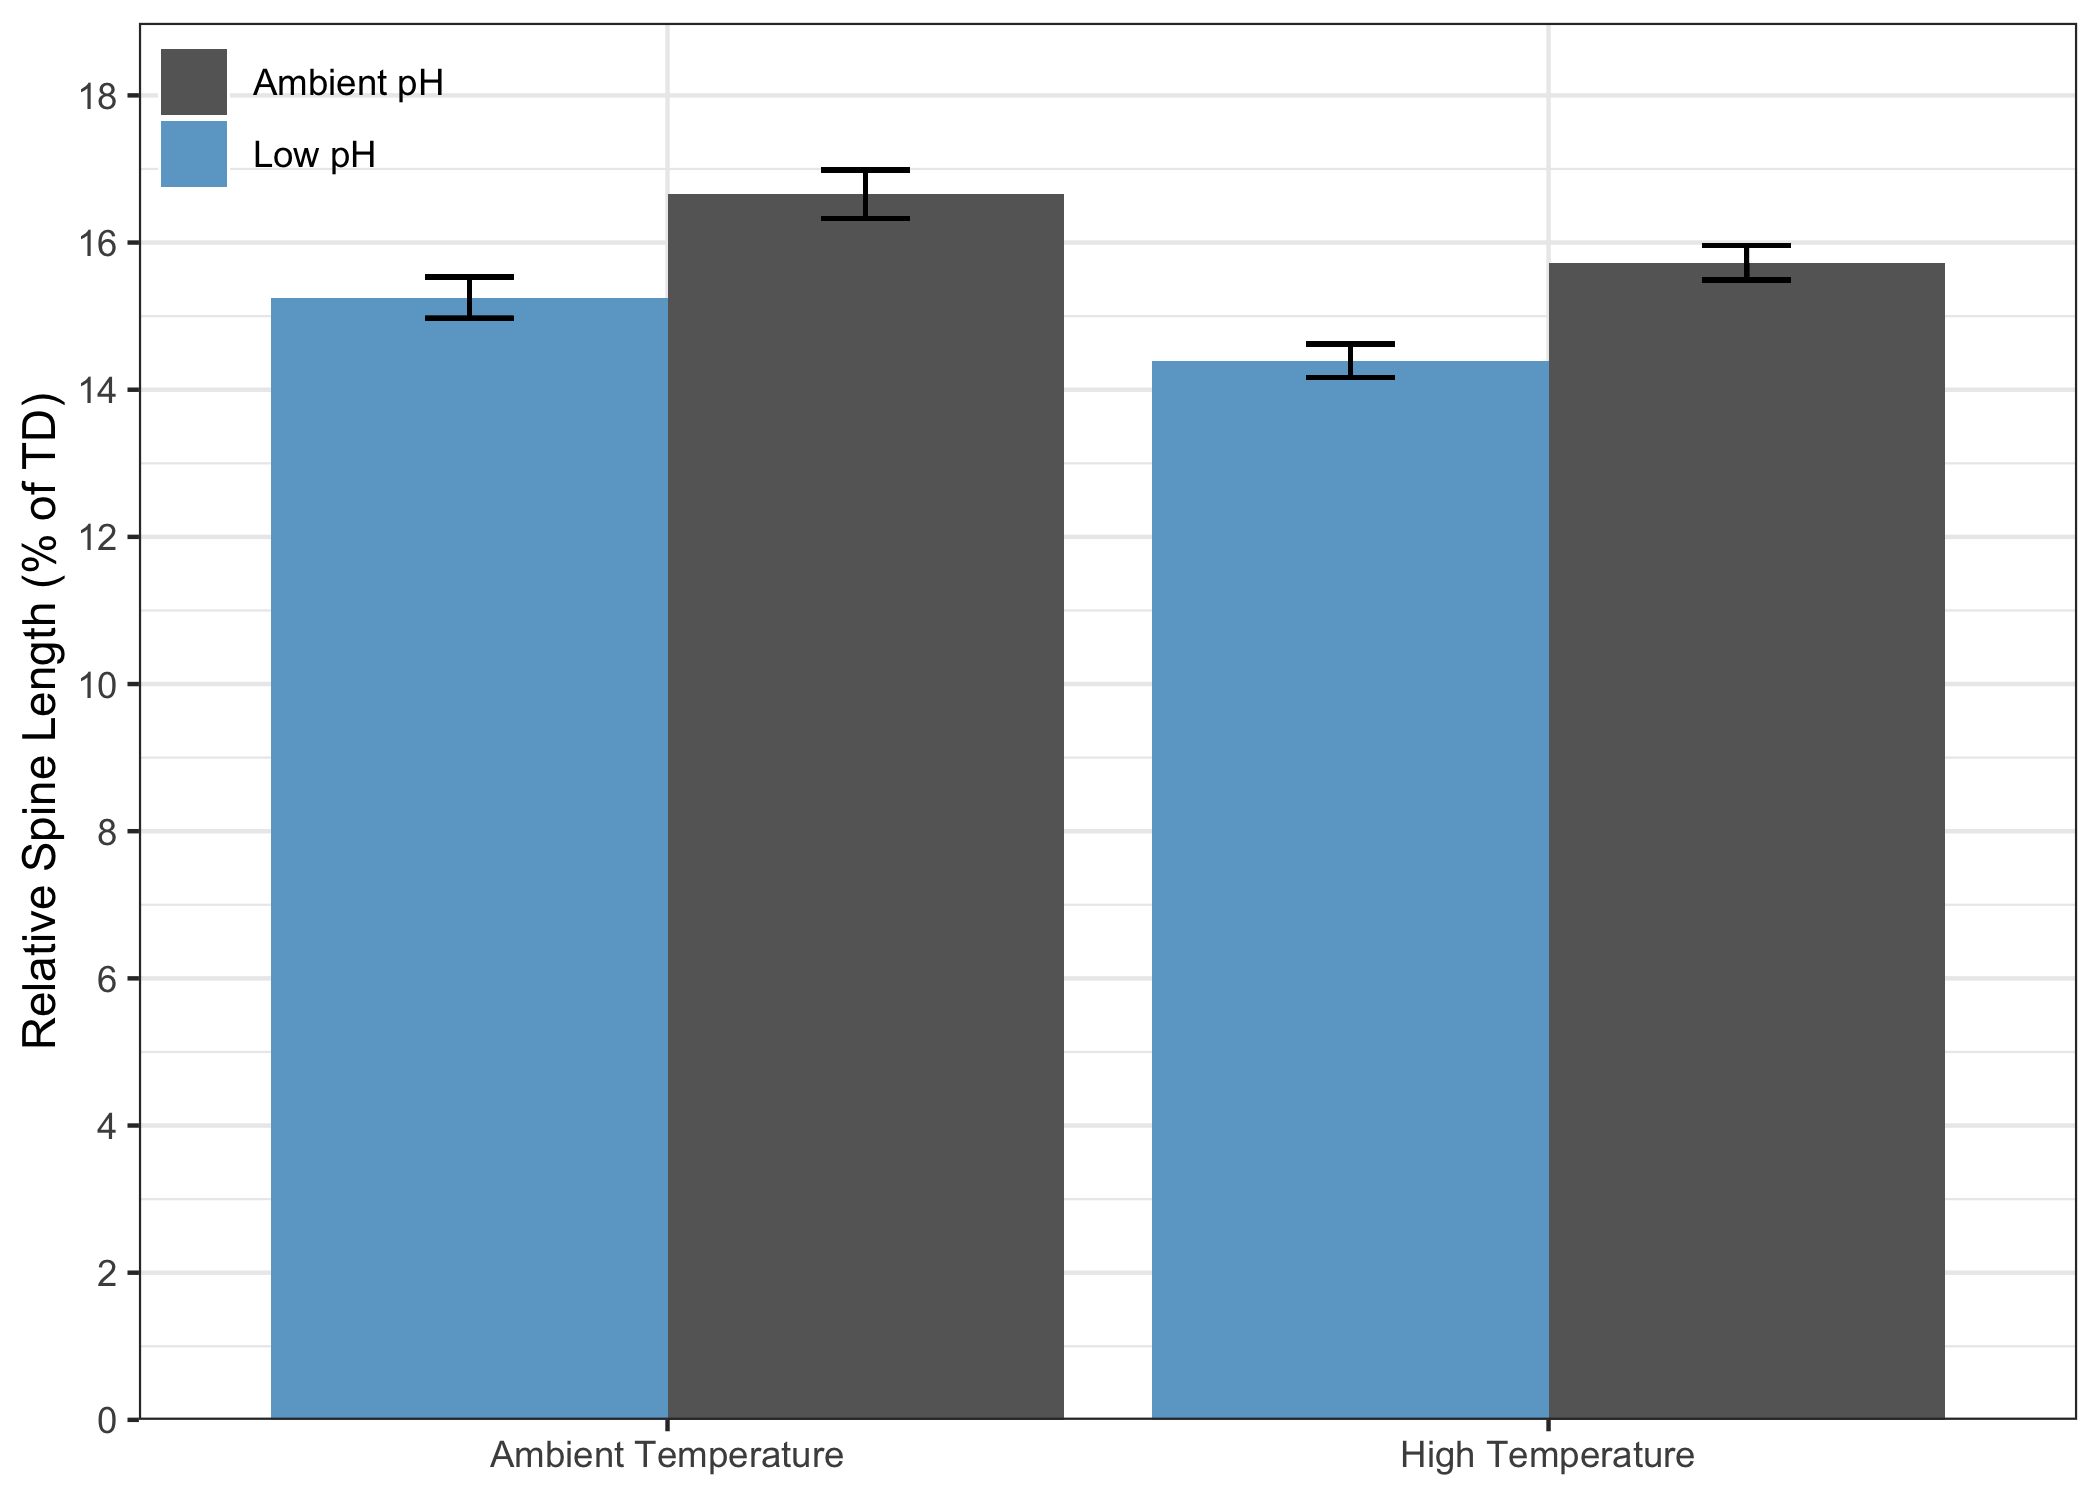 Ambient pH
Low pH
Relative Spine Length (% of TD)
18
16
14
12
10
8
6
4
2
0
Ambient Temperature
High Temperature